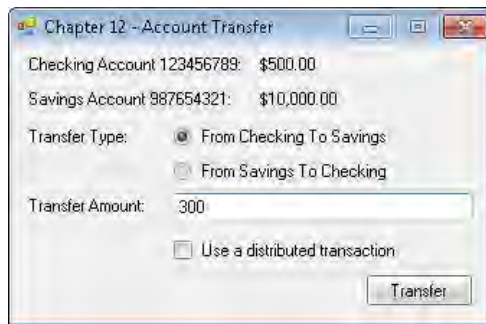 Chapter 12 - Account Transfer
Checking Account 123456789: $500.00
Savings Account 987654321: $10,000.00
Transfer Type: From Checking To Savings
From Savings To Checking
Transfer Amount: 300
Use a distributed transaction
Transfer